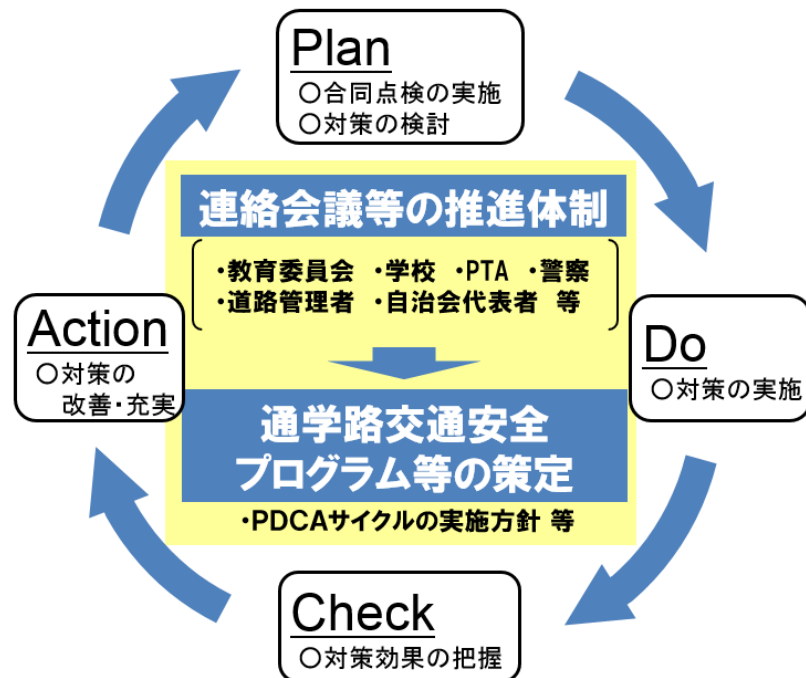 Plan
○合同点検の実施
○対策の検討
連絡会議等の推進体制
・教育委員会 ・学校 ・PTA ・警察
・道路管理者 ・自治会代表者 等
Action
○対策の
改善・充実
Do
○対策の実施
通学路交通安全
プログラム等の策定
・PDCAサイクルの実施方針 等
Check
○対策効果の把握